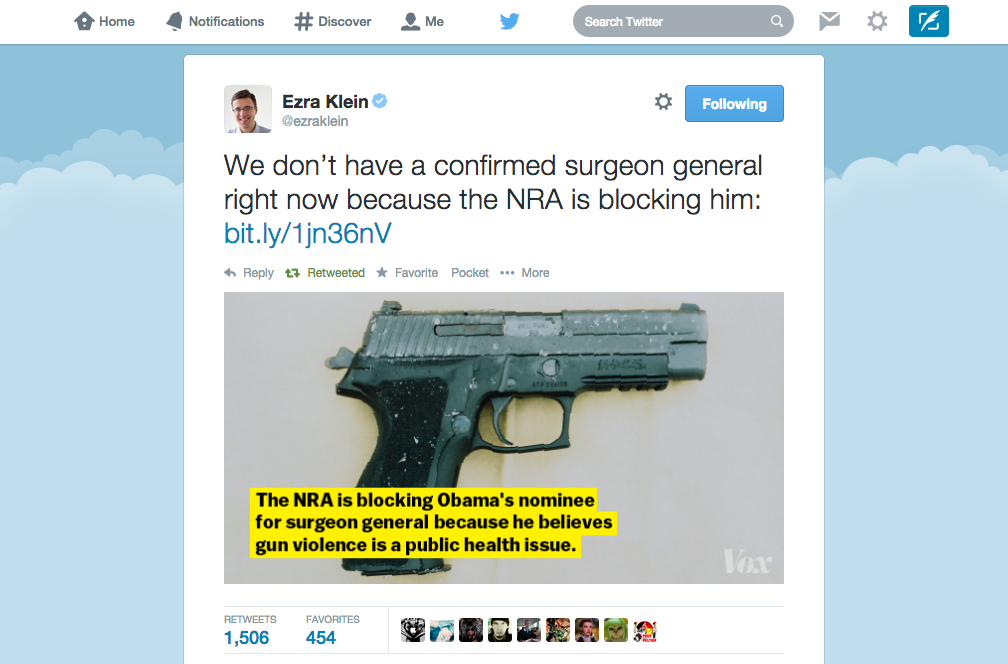 Home Notifications Discover Me Search Twitter
Ezra Klein
@ezraklein
Following
We don’t have a confirmed surgeon general
right now because the NRA is blocking him:
bit.ly/1jn36nV
Reply Retweeted Favorite Pocket More
The NRA is blocking Obama's nominee
for surgeon general because he believes
gun violence is a public health issue.
Vox
RETWEETS FAVORITES
1,506 454